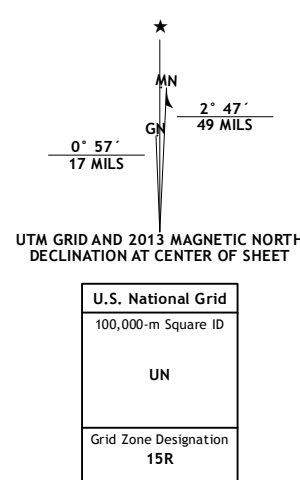 ★
MN
2° 47´
49 MILS
GN
0° 57´
17 MILS
UTM GRID AND 2013 MAGNETIC NORTH
DECLINATION AT CENTER OF SHEET
U.S. National Grid
100,000-m Square ID
UN
Grid Zone Designation
15R